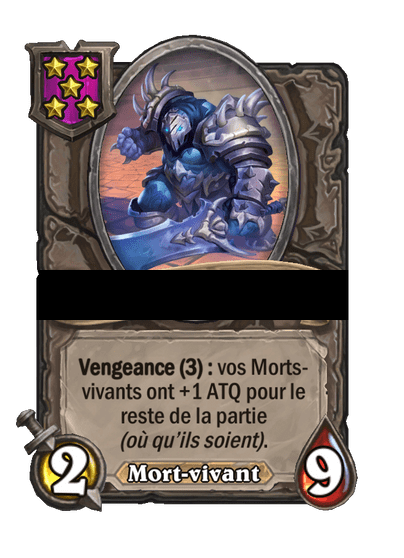 Vengeance (3) : vos Morts-
vivants ont +1 ATQ pour le
reste de la partie
(où qu'ils soient).
2
Mort-vivant
9